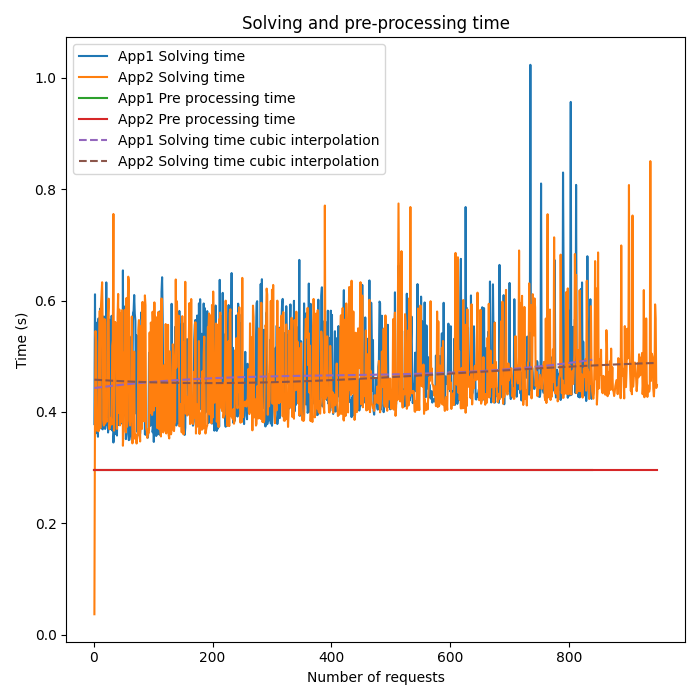 Solving and pre-processing time
App1 Solving time
App2 Solving time
App1 Pre processing time
App2 Pre processing time
App1 Solving time cubic interpolation
App2 Solving time cubic interpolation
Time (s)
1.0
0.8
0.6
0.4
0.2
0.0
0
200
400
600
800
Number of requests